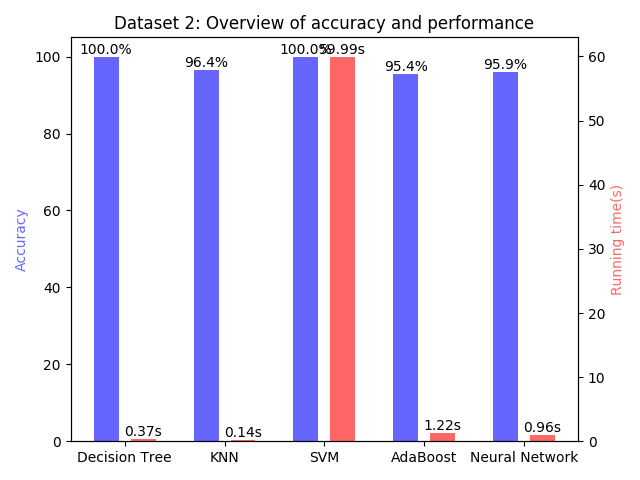 Dataset 2: Overview of accuracy and performance
100.0%
96.4%
100.0%
59.99s
95.4%
95.9%
0.37s
0.14s
1.22s
0.96s
100
80
60
40
20
0
Accuracy
60
50
40
30
20
10
0
Running time(s)
Decision Tree
KNN
SVM
AdaBoost
Neural Network